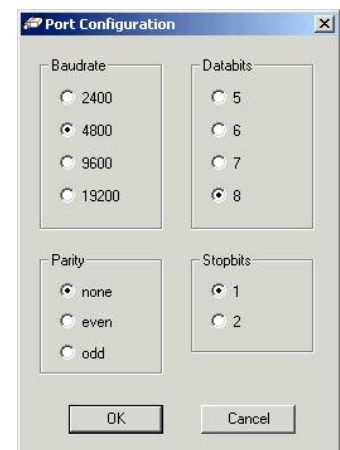 Port Configuration
Baudrate
2400
4800
9600
19200
Databits
5
6
7
8
Parity
none
even
odd
Stopbits
1
2
OK
Cancel